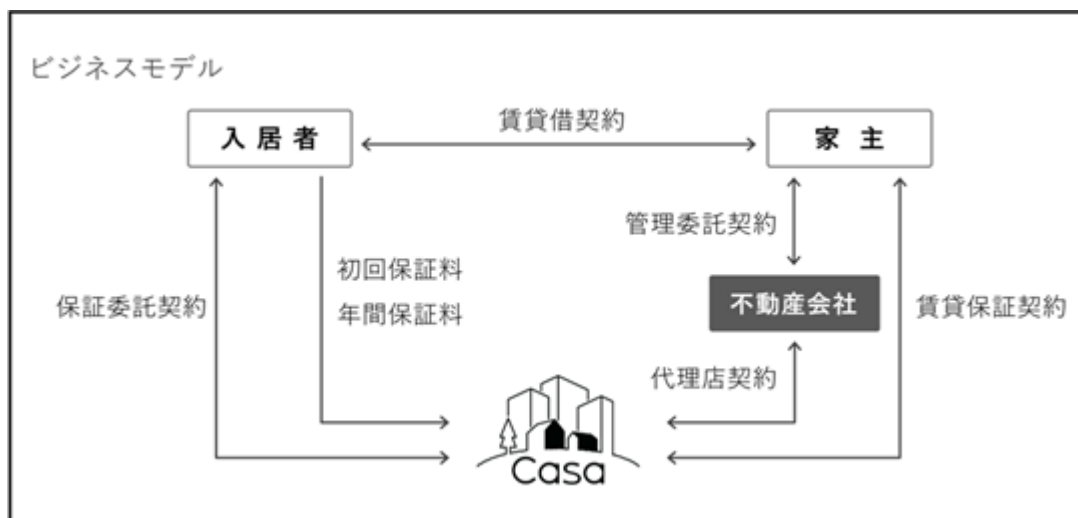 ビジネスモデル
入居者
賃貸借契約
家主
管理委託契約
初回保証料
年間保証料
保証委託契約
不動産会社
賃貸保証契約
代理店契約
Casa